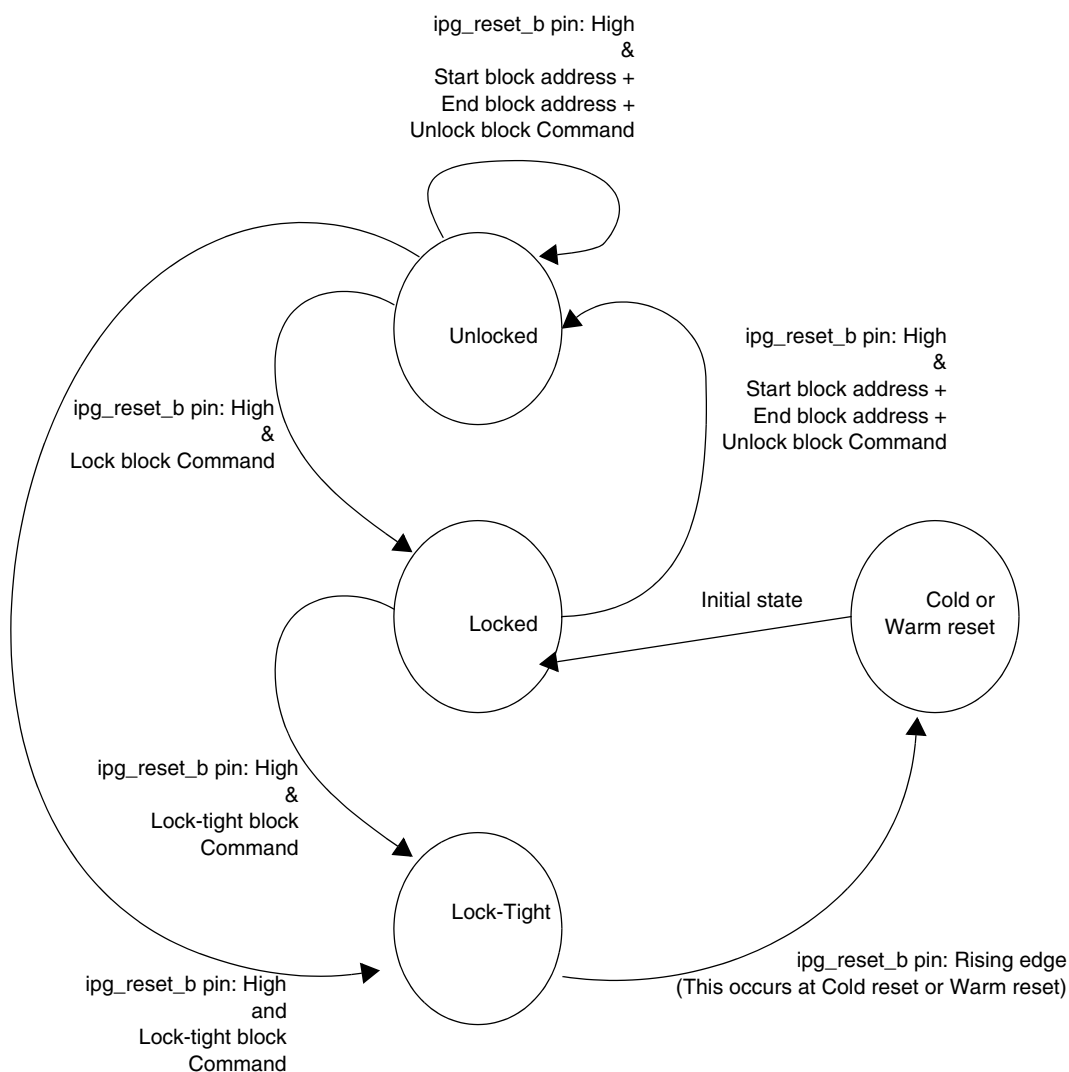 ipg_reset_b pin: High
&
Start block address +
End block address +
Unlock block Command
Unlocked
ipg_reset_b pin: High
&
Start block address +
End block address +
Unlock block Command
ipg_reset_b pin: High
&
Lock block Command
Locked
Initial state
Cold or
Warm reset
ipg_reset_b pin: High
&
Lock-tight block
Command
Lock-Tight
ipg_reset_b pin: Rising edge
(This occurs at Cold reset or Warm reset)
ipg_reset_b pin: High
and
Lock-tight block
Command